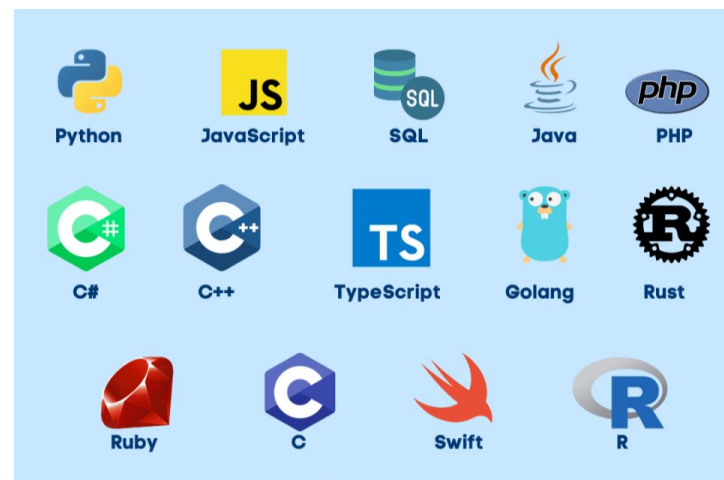 JS
SQL
php
Python
JavaScript
SQL
Java
PHP
C#
C++
TS
R
C#
C++
TypeScript
Golang
Rust
C
R
Ruby
C
Swift
R